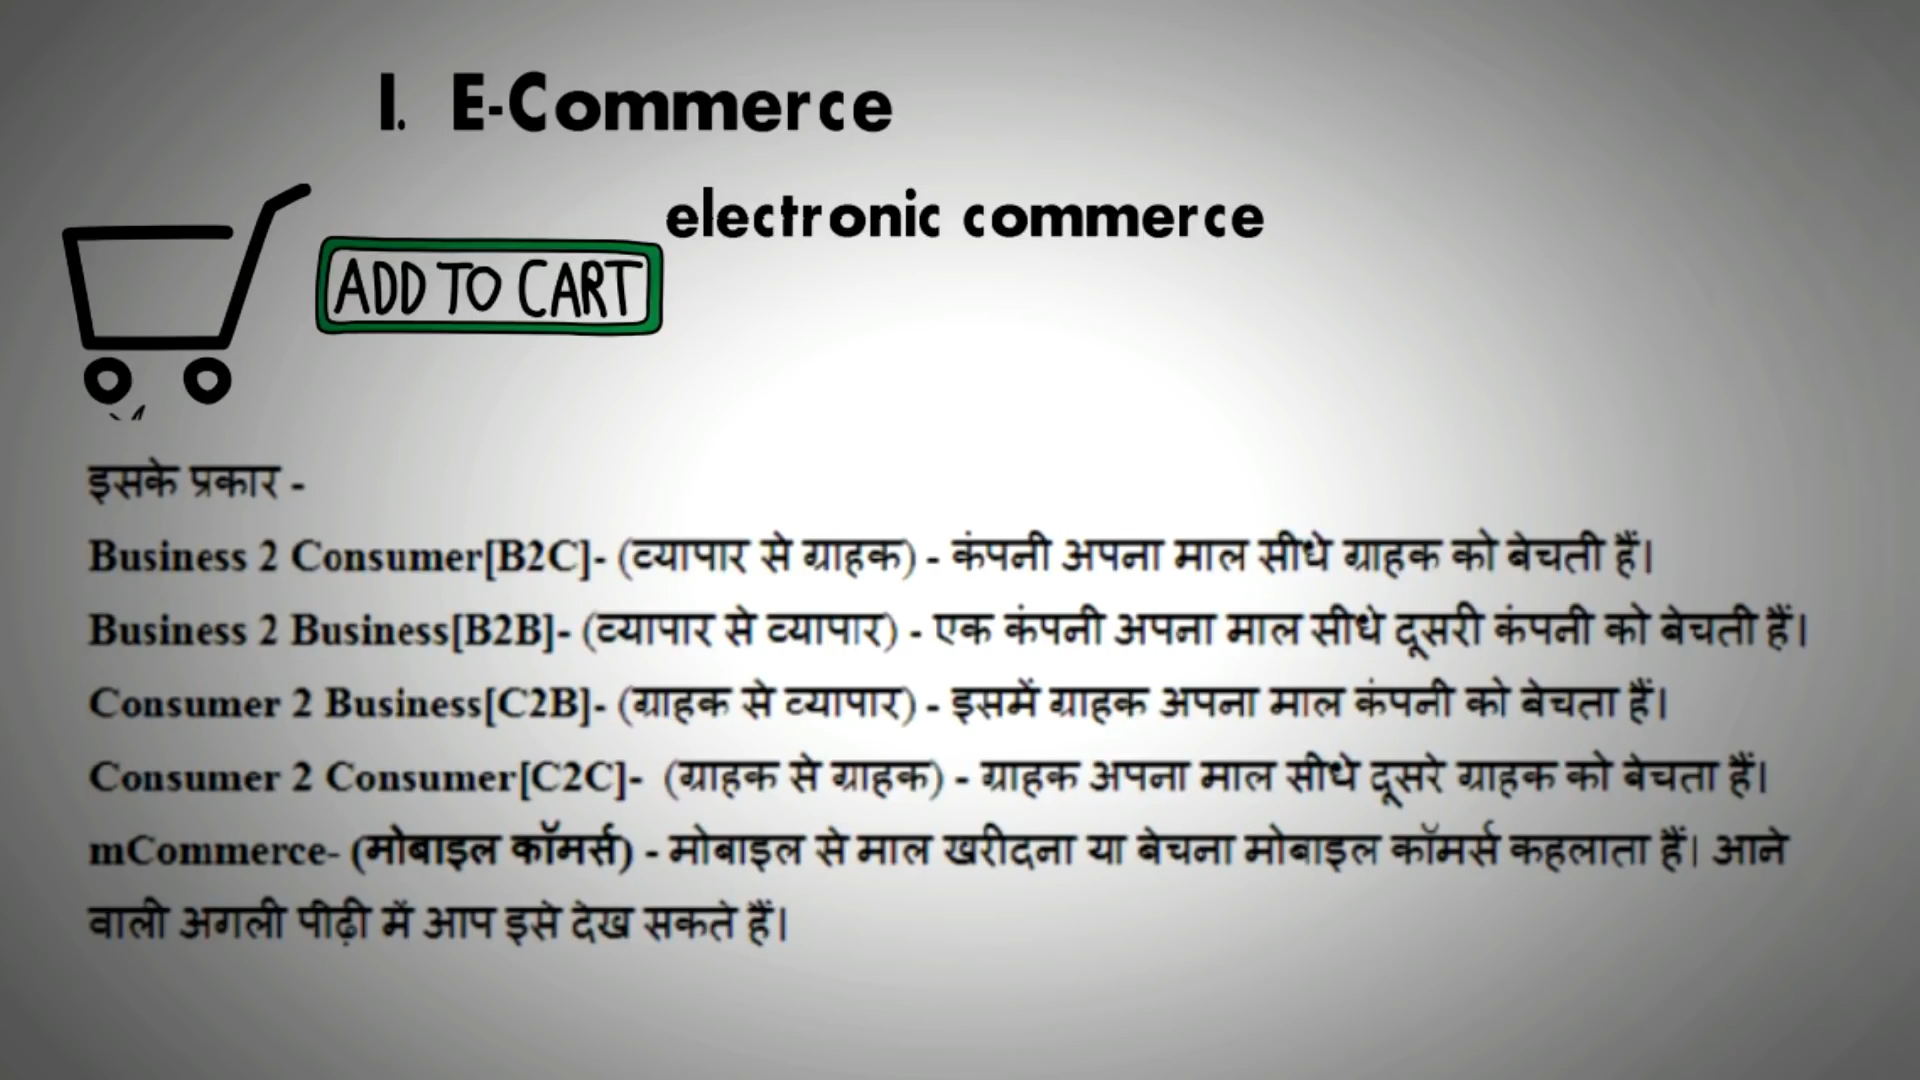 I. E-Commerce
electronic commerce
ADD TO CART
इसके प्रकार -
Business 2 Consumer[B2C]- (व्यापार से ग्राहक) - कंपनी अपना माल सीधे ग्राहक को बेचती हैं।
Business 2 Business[B2B]- (व्यापार से व्यापार) - एक कंपनी अपना माल सीधे दूसरी कंपनी को बेचती हैं।
Consumer 2 Business[C2B]- (ग्राहक से व्यापार) - इसमें ग्राहक अपना माल कंपनी को बेचता हैं।
Consumer 2 Consumer[C2C]- (ग्राहक से ग्राहक) - ग्राहक अपना माल सीधे दूसरे ग्राहक को बेचता हैं।
mCommerce- (मोबाइल कॉमर्स) - मोबाइल से माल खरीदना या बेचना मोबाइल कॉमर्स कहलाता हैं। आने
वाली अगली पीढ़ी में आप इसे देख सकते हैं।